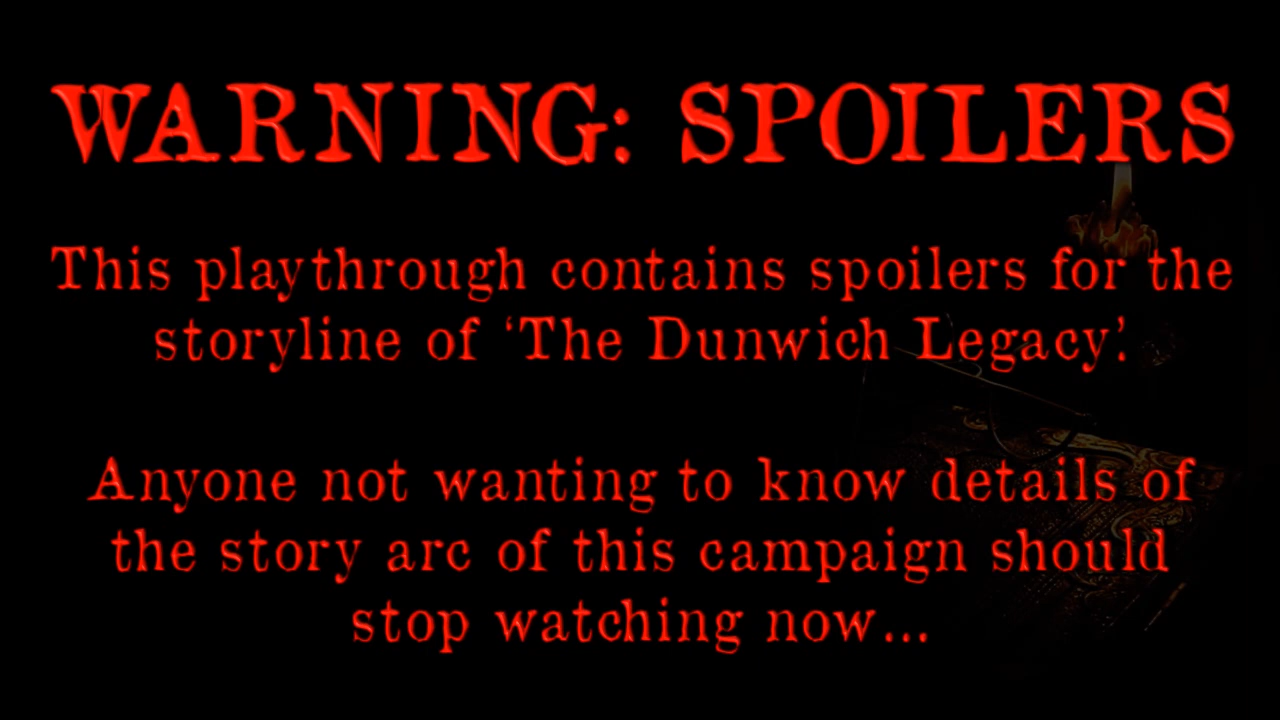 WARNING: SPOILERS
This playthrough contains spoilers for the
storyline of ‘The Dunwich Legacy’.
Anyone not wanting to know details of
the story arc of this campaign should
stop watching now...